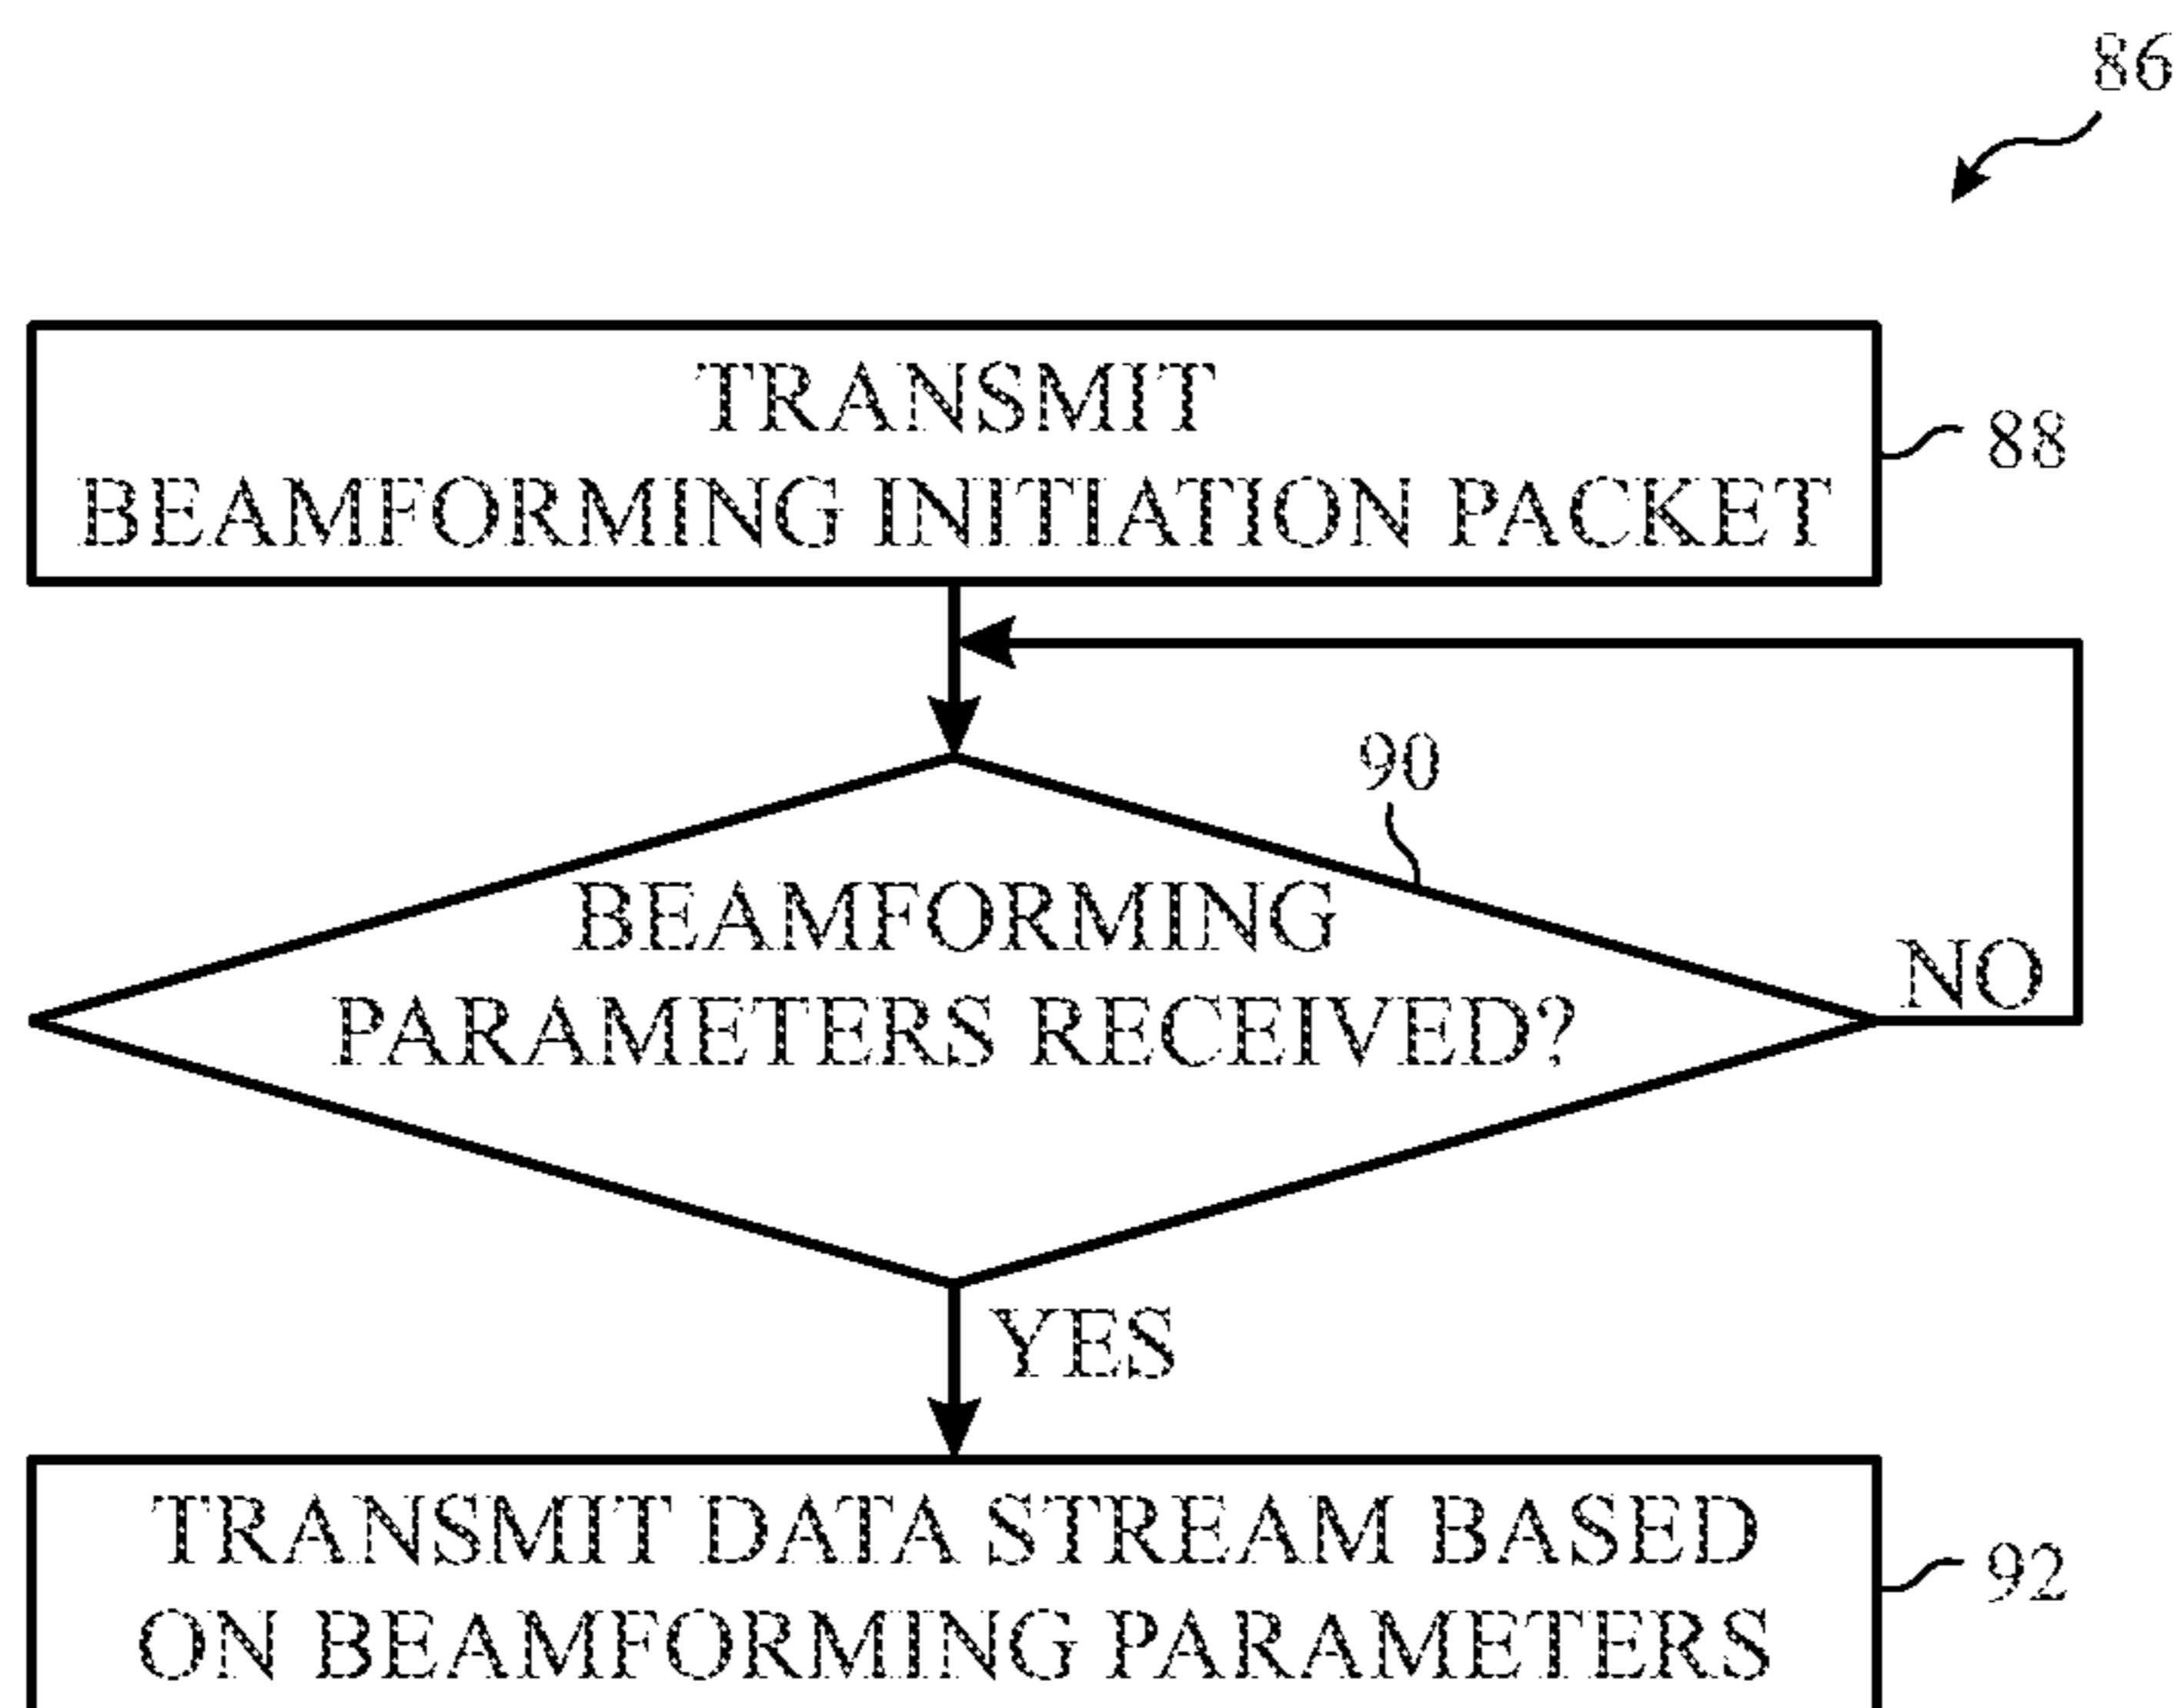 86
TRANSMIT
BEAMFORMING INITIATION PACKET
88
90
BEAMFORMING
PARAMETERS RECEIVED?
NO
YES
TRANSMIT DATA STREAM BASED
ON BEAMFORMING PARAMETERS
92